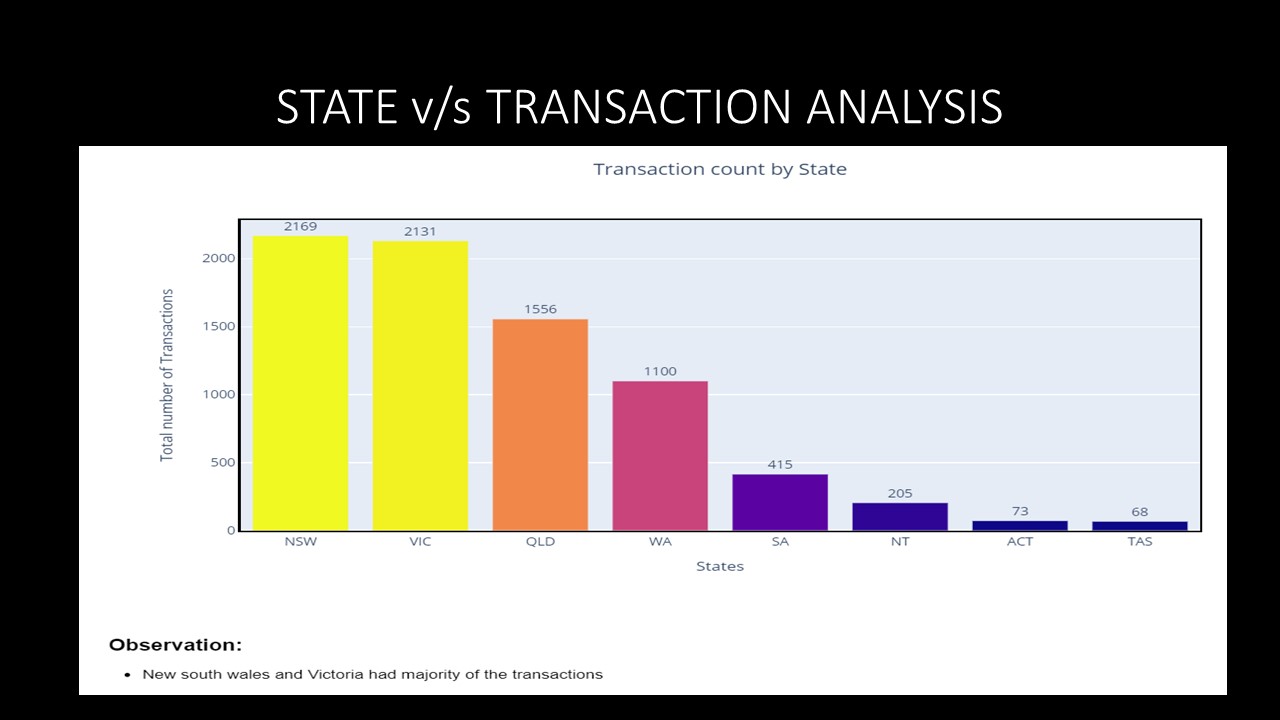 STATE v/s TRANSACTION ANALYSIS
Transaction count by State
2169
2131
1556
1100
415
205
73
68
2000
1500
1000
500
0
Total number of Transactions
NSW VIC QLD WA SA NT ACT TAS
States
Observation:
• New south wales and Victoria had majority of the transactions